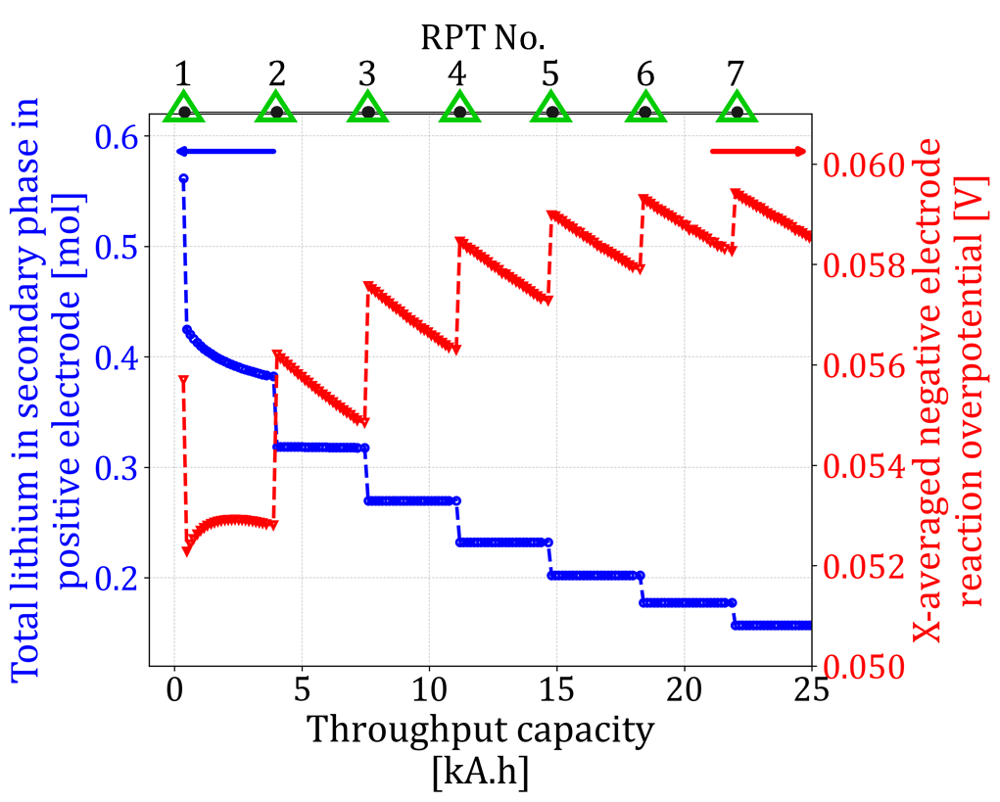 RPT No.
1 2 3 4 5 6 7
Total lithium in secondary phase in
positive electrode [mol]
0.6
0.5
0.4
0.3
0.2
0.060
0.058
0.056
0.054
0.052
0.050
X-averaged negative electrode
reaction overpotential [V]
0 5 10 15 20 25
Throughput capacity
[kA.h]